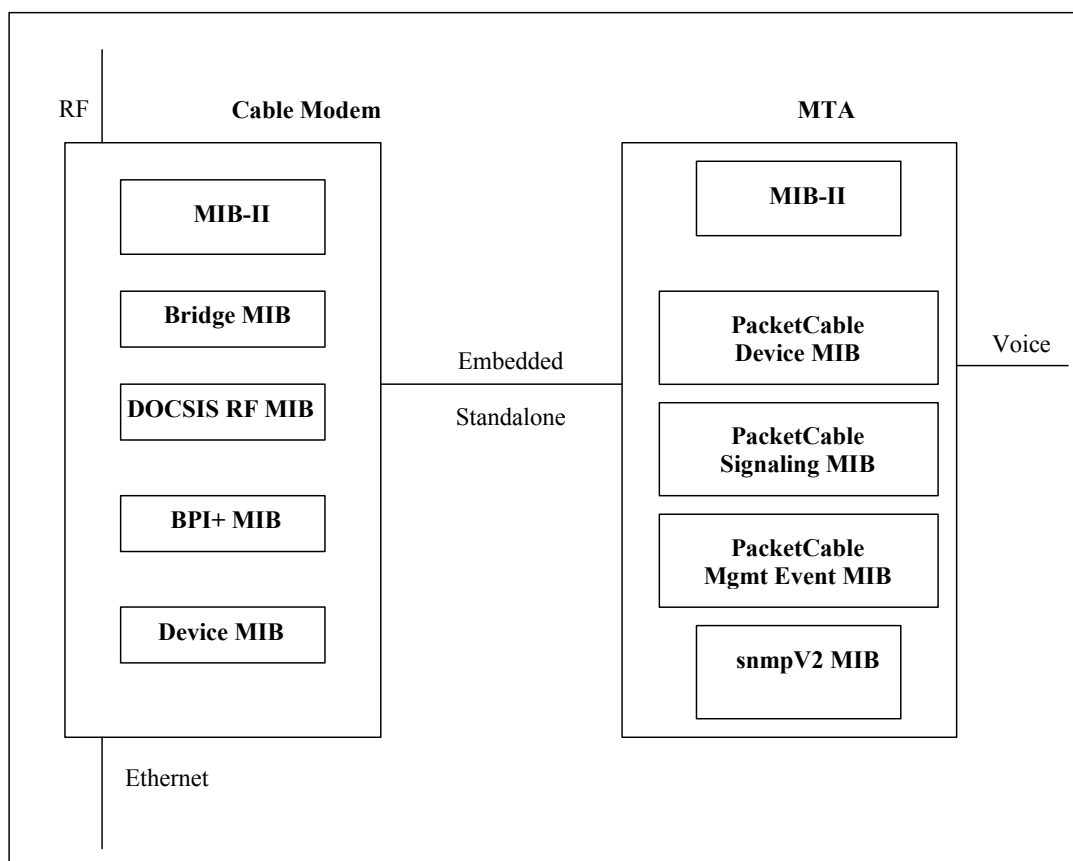 RF
Cable Modem
MIB-II
Bridge MIB
DOCSIS RF MIB
BPI+ MIB
Device MIB
Ethernet
Embedded
Standalone
MTA
MIB-II
PacketCable
Device MIB
PacketCable
Signaling MIB
PacketCable
Mgmt Event MIB
snmpV2 MIB
Voice